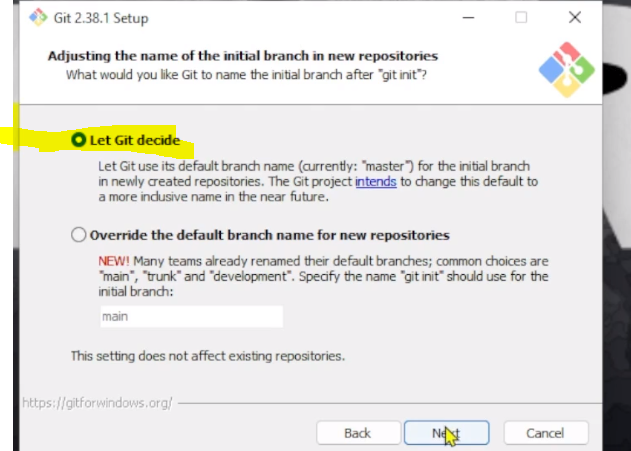 Git 2.38.1 Setup
Adjusting the name of the initial branch in new repositories
What would you like Git to name the initial branch after "git init"?
Let Git decide
Let Git use its default branch name (currently: "master") for the initial branch
in newly created repositories. The Git project intends to change this default to
a more inclusive name in the near future.
Override the default branch name for new repositories
NEW! Many teams already renamed their default branches; common choices are
"main", "trunk" and "development". Specify the name "git init" should use for the
initial branch:
main
This setting does not affect existing repositories.
https://gitforwindows.org/
Back Next Cancel